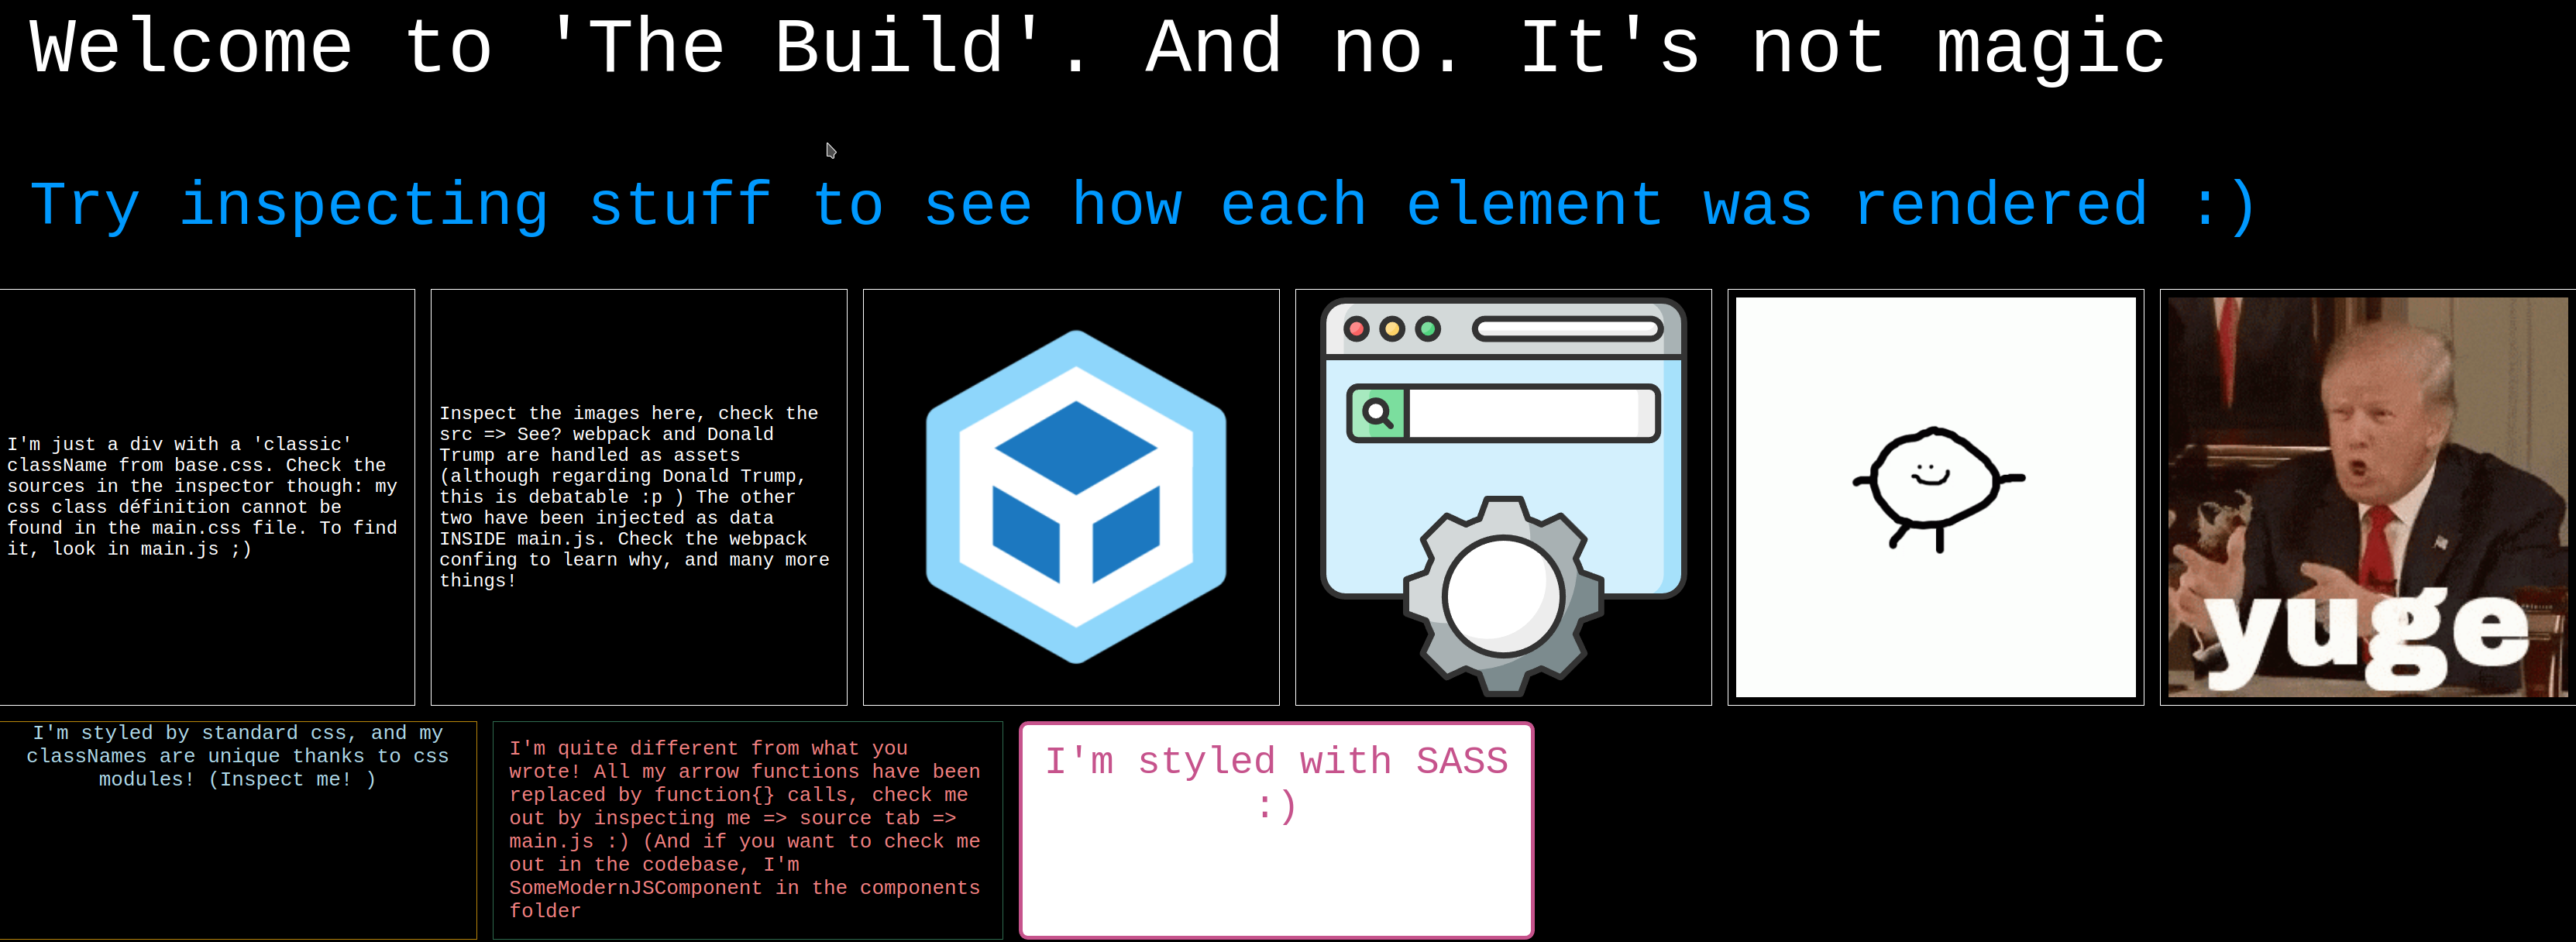 Welcome to 'The Build'. And no. It's not magic
Try inspecting stuff to see how each element was rendered :)
I'm just a div with a 'classic'
className from base.css. Check the
sources in the inspector though: my
css class définition cannot be
found in the main.css file. To find
it, look in main.js ;)
Inspect the images here, check the
src => See? webpack and Donald
Trump are handled as assets
(although regarding Donald Trump,
this is debatable :p ) The other
two have been injected as data
INSIDE main.js. Check the webpack
confing to learn why, and many more
things!
yuge
I'm styled by standard css, and my
classNames are unique thanks to css
modules! (Inspect me! )
I'm quite different from what you
wrote! All my arrow functions have been
replaced by function{} calls, check me
out by inspecting me => source tab =>
main.js :) (And if you want to check me
out in the codebase, I'm
SomeModernJSComponent in the components
folder
I'm styled with SASS
:)